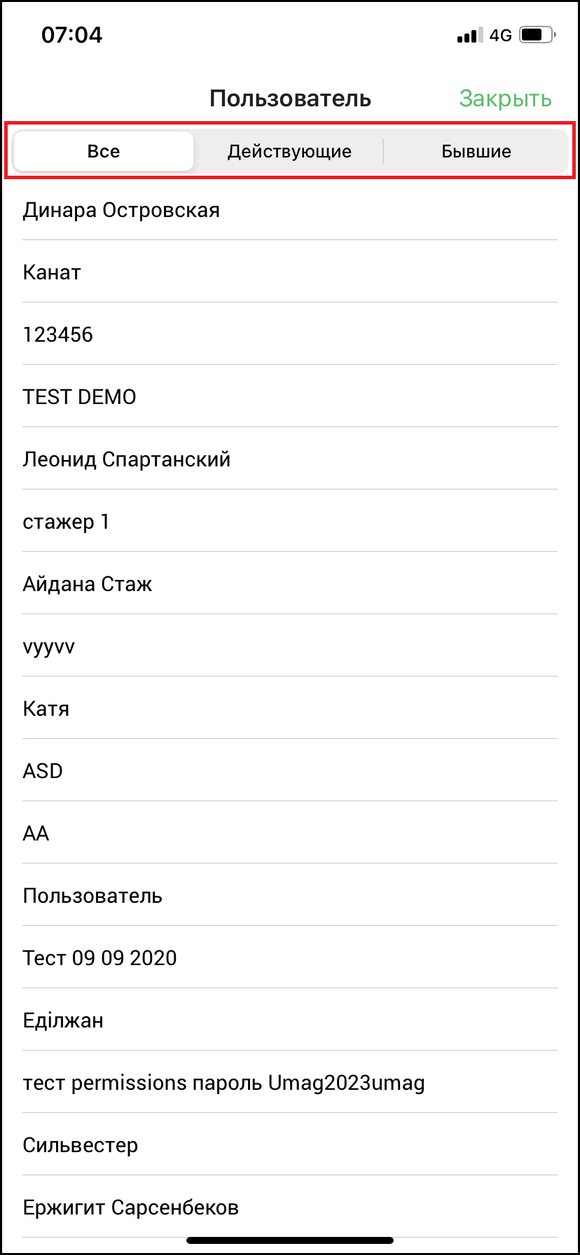 07:04 4G
Пользователь Закрыть
Все Действующие Бывшие
Динара Островская
Канат
123456
TEST DEMO
Леонид Спартанский
стажер 1
Айдана Стаж
vyyvv
Катя
ASD
АА
Пользователь
Тест 09 09 2020
Еділжан
тест permissions пароль Umag2023umag
Сильвестер
Ержигит Сарсенбеков